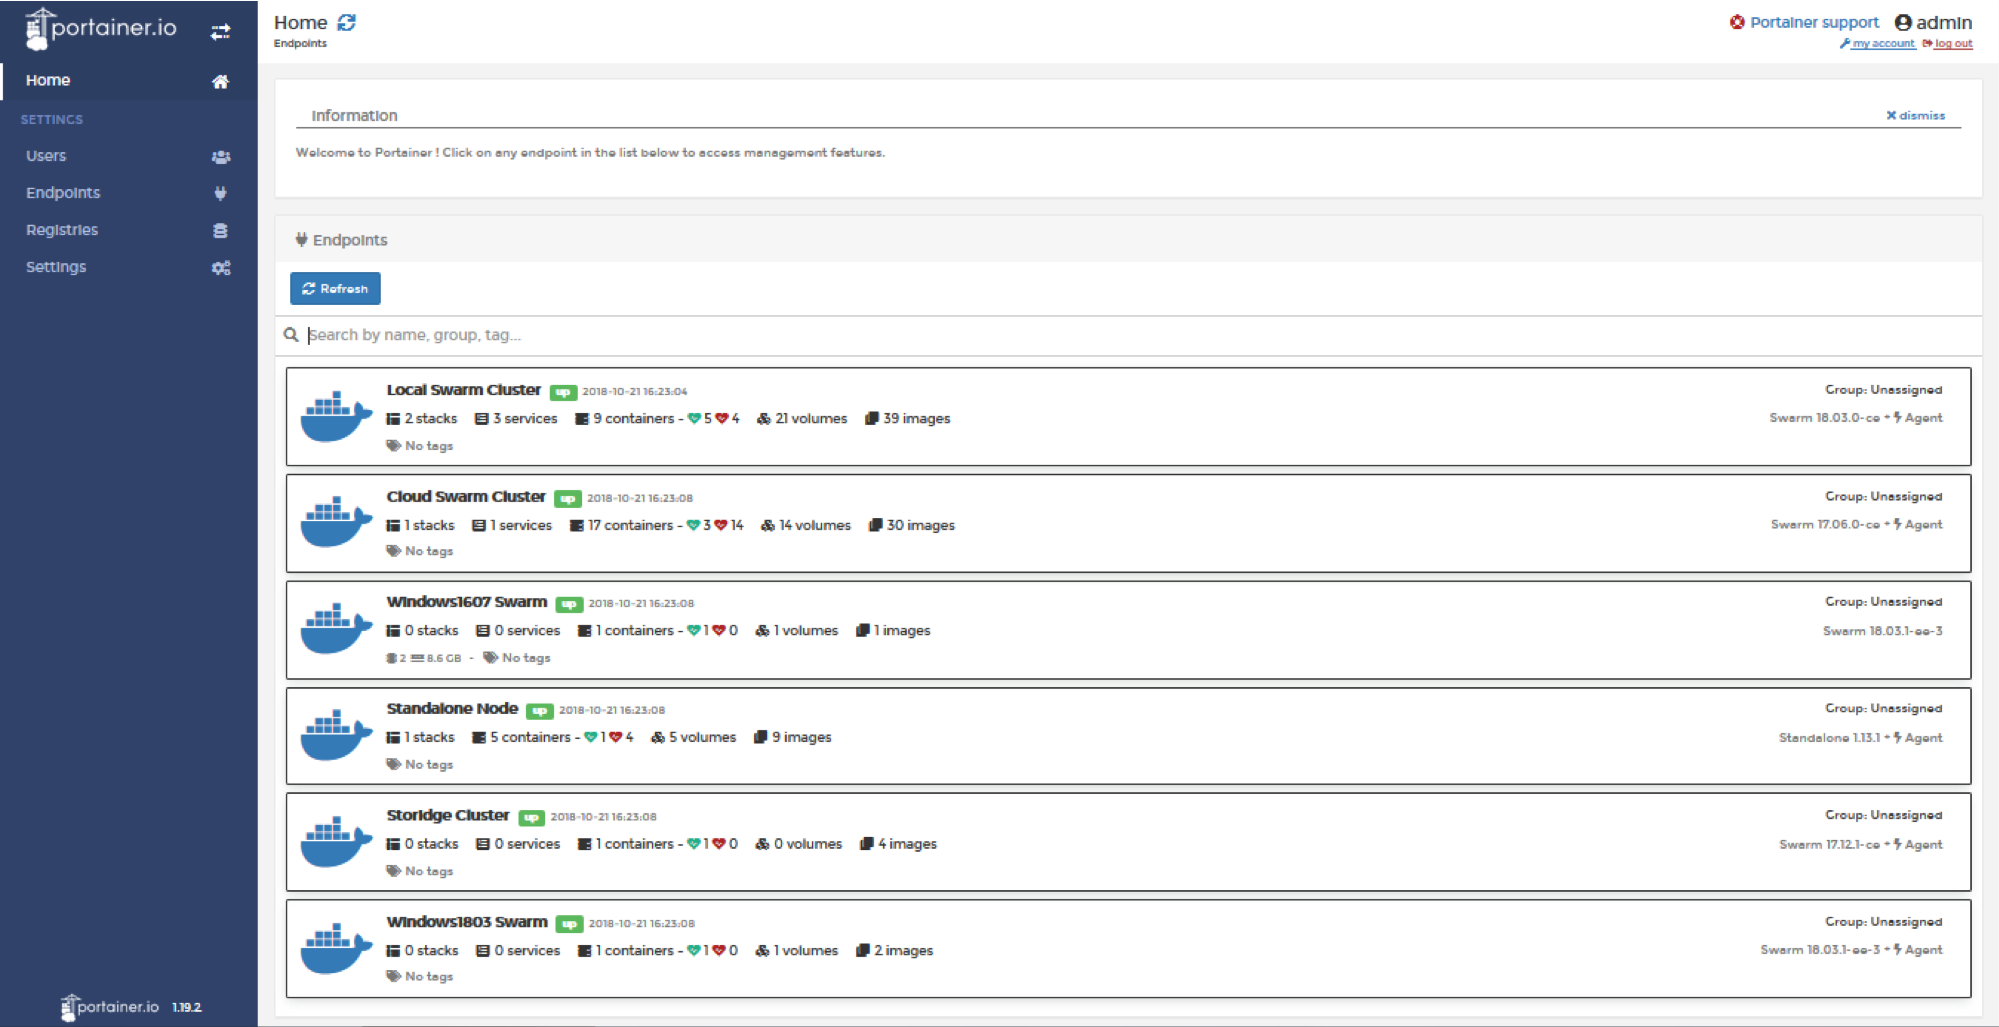 portainer.io
Home
SETTINGS
Users
Endpoints
Registries
Settings
portainer.io 1.19.2
Home
Endpoints
Portainer support admin
my account log out
Information dismiss
Welcome to Portainer ! Click on any endpoint in the list below to access management features.
Endpoints
Refresh
Search by name, group, tag...
Local Swarm Cluster up 2018-10-21 16:23:04 Group: Unassigned
2 stacks 3 services 9 containers - 5 4 21 volumes 39 images Swarm 18.03.0-ce + Agent
No tags
Cloud Swarm Cluster up 2018-10-21 16:23:08 Group: Unassigned
1 stacks 1 services 17 containers - 3 14 14 volumes 30 images Swarm 17.06.0-ce + Agent
No tags
Windows1607 Swarm up 2018-10-21 16:23:08 Group: Unassigned
0 stacks 0 services 1 containers - 1 0 1 volumes 1 images Swarm 18.03.1-ee-3
2 8.6 GB - No tags
Standalone Node up 2018-10-21 16:23:08 Group: Unassigned
1 stacks 5 containers - 1 4 5 volumes 9 images Standalone 1.13.1 + Agent
No tags
Storidge Cluster up 2018-10-21 16:23:08 Group: Unassigned
0 stacks 0 services 1 containers - 1 0 0 volumes 4 images Swarm 17.12.1-ce + Agent
No tags
Windows1803 Swarm up 2018-10-21 16:23:08 Group: Unassigned
0 stacks 0 services 1 containers - 1 0 1 volumes 2 images Swarm 18.03.1-ee-3 + Agent
No tags